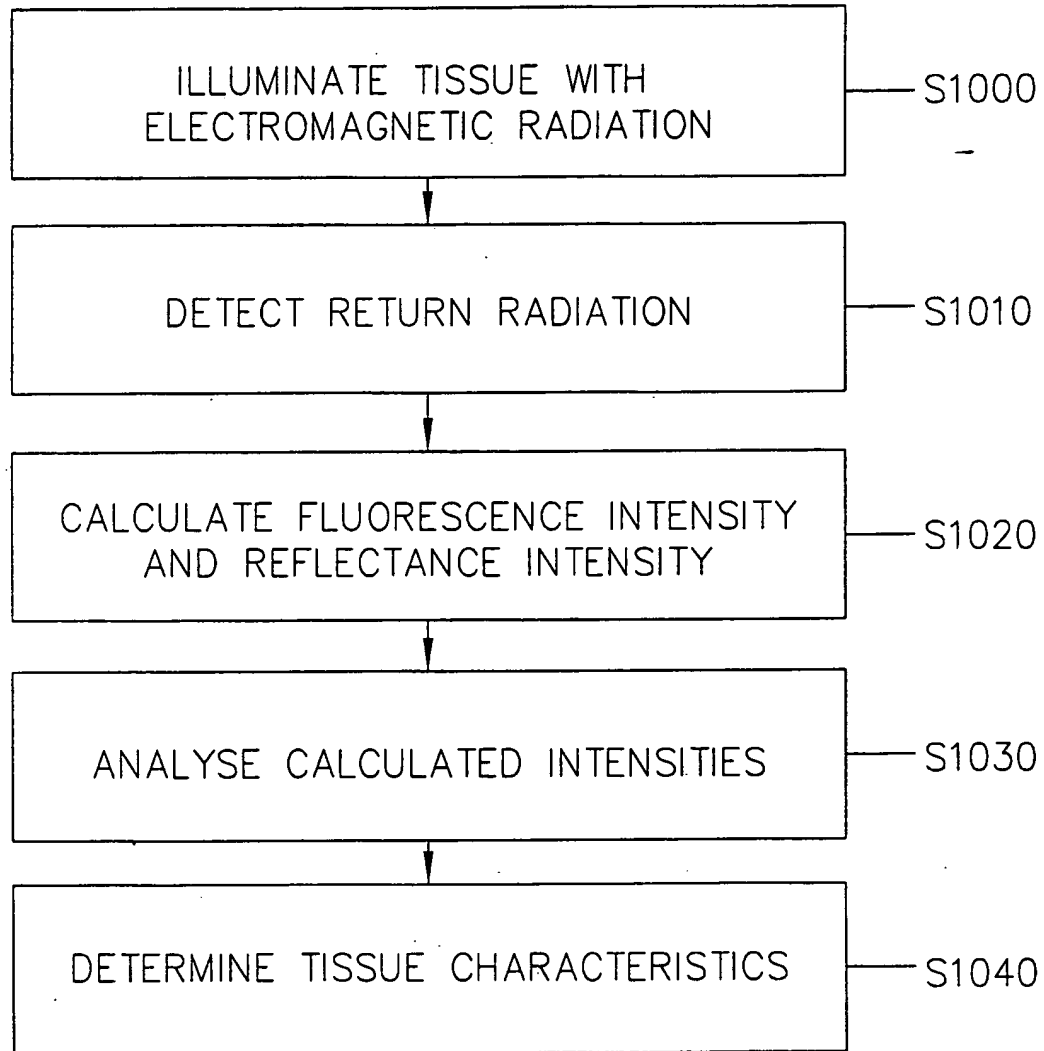 ILLUMINATE TISSUE WITH
ELECTROMAGNETIC RADIATION
S1000
DETECT RETURN RADIATION
S1010
CALCULATE FLUORESCENCE INTENSITY
AND REFLECTANCE INTENSITY
S1020
ANALYSE CALCULATED INTENSITIES
S1030
DETERMINE TISSUE CHARACTERISTICS
S1040